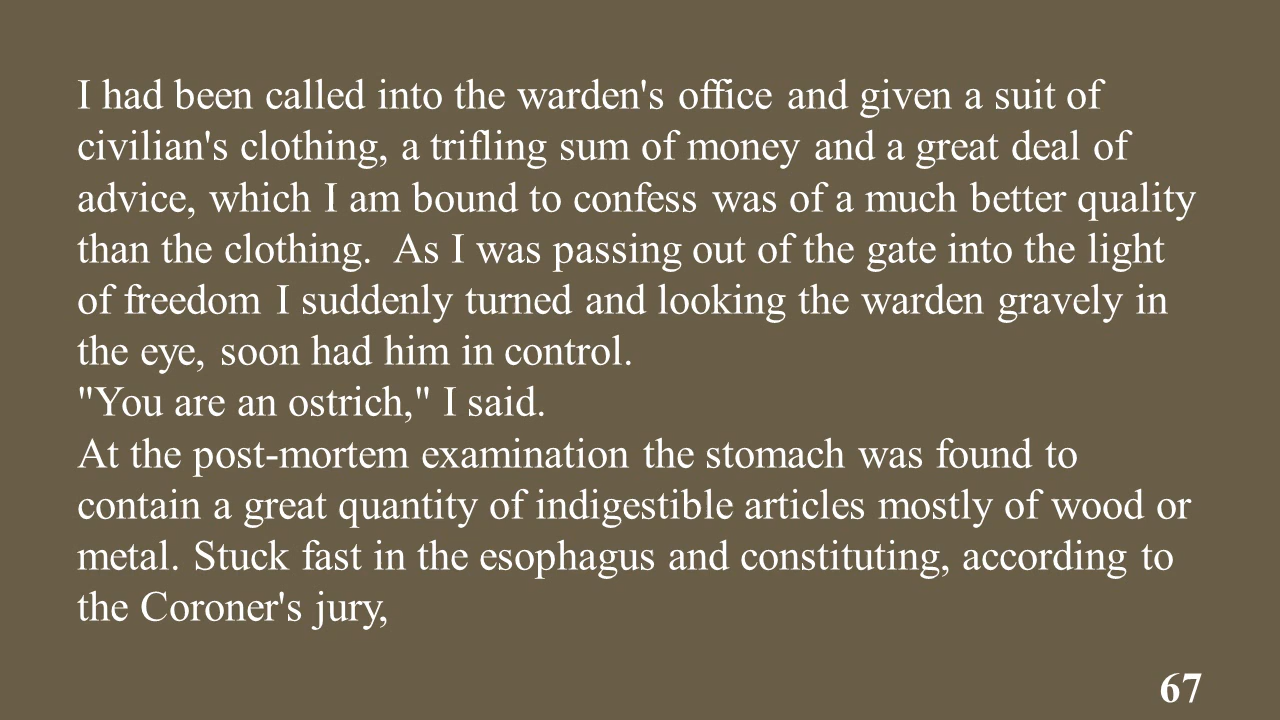 I had been called into the warden's office and given a suit of
civilian's clothing, a trifling sum of money and a great deal of
advice, which I am bound to confess was of a much better quality
than the clothing.  As I was passing out of the gate into the light
of freedom I suddenly turned and looking the warden gravely in
the eye, soon had him in control.
"You are an ostrich," I said.
At the post-mortem examination the stomach was found to
contain a great quantity of indigestible articles mostly of wood or
metal. Stuck fast in the esophagus and constituting, according to
the Coroner's jury,
67